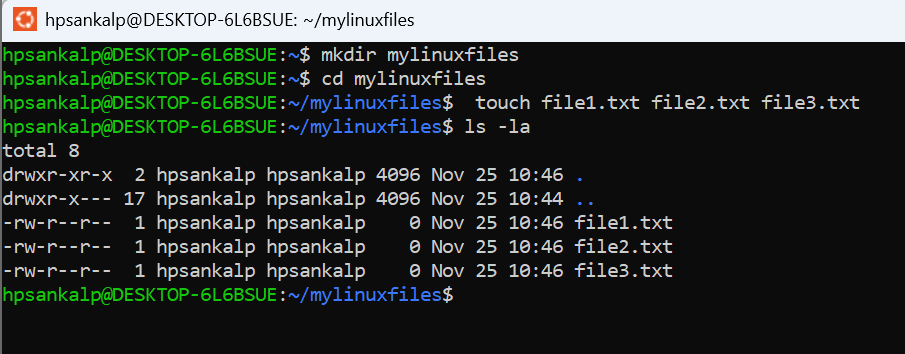 hpsankalp@DESKTOP-6L6BSUE: ~/mylinuxfiles
hpsankalp@DESKTOP-6L6BSUE:~$ mkdir mylinuxfiles
hpsankalp@DESKTOP-6L6BSUE:~$ cd mylinuxfiles
hpsankalp@DESKTOP-6L6BSUE:~/mylinuxfiles$  touch file1.txt file2.txt file3.txt
hpsankalp@DESKTOP-6L6BSUE:~/mylinuxfiles$ ls -la
total 8
drwxr-xr-x  2 hpsankalp hpsankalp 4096 Nov 25 10:46 .
drwxr-x--- 17 hpsankalp hpsankalp 4096 Nov 25 10:44 ..
-rw-r--r--  1 hpsankalp hpsankalp    0 Nov 25 10:46 file1.txt
-rw-r--r--  1 hpsankalp hpsankalp    0 Nov 25 10:46 file2.txt
-rw-r--r--  1 hpsankalp hpsankalp    0 Nov 25 10:46 file3.txt
hpsankalp@DESKTOP-6L6BSUE:~/mylinuxfiles$